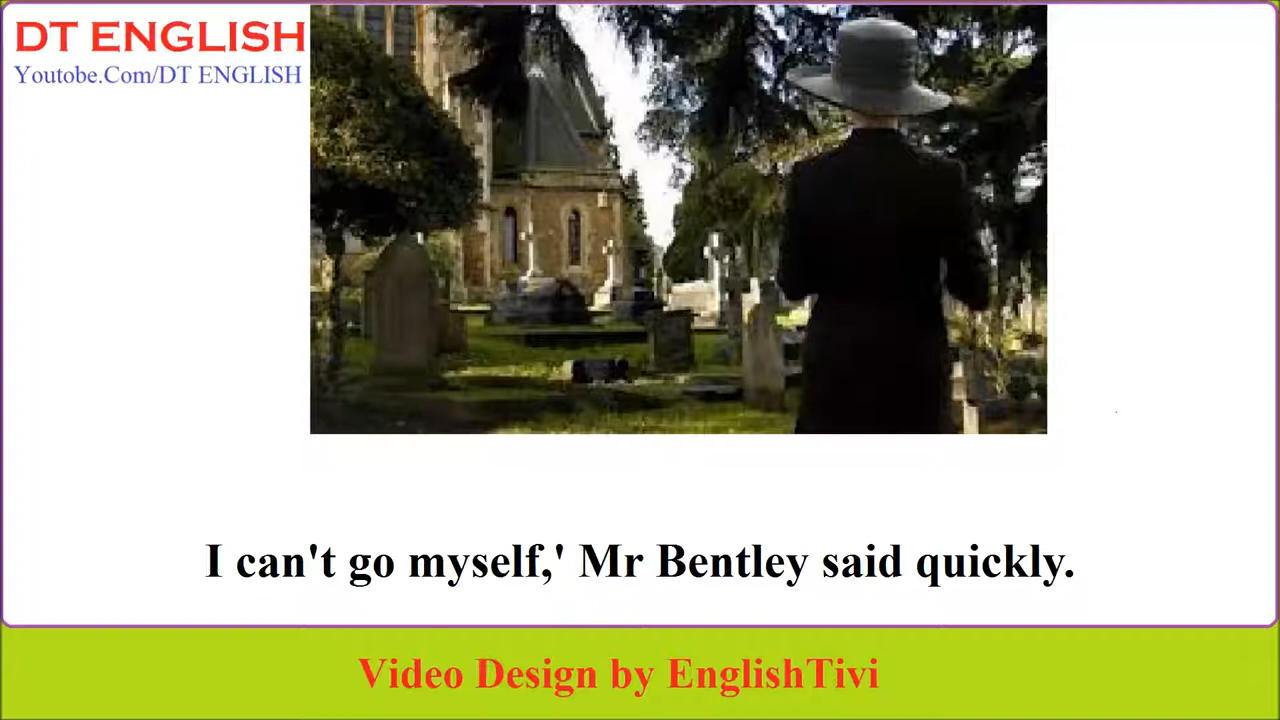 DT ENGLISH
Youtobe.Com/DT ENGLISH
I can't go myself,' Mr Bentley said quickly.
Video Design by EnglishTivi